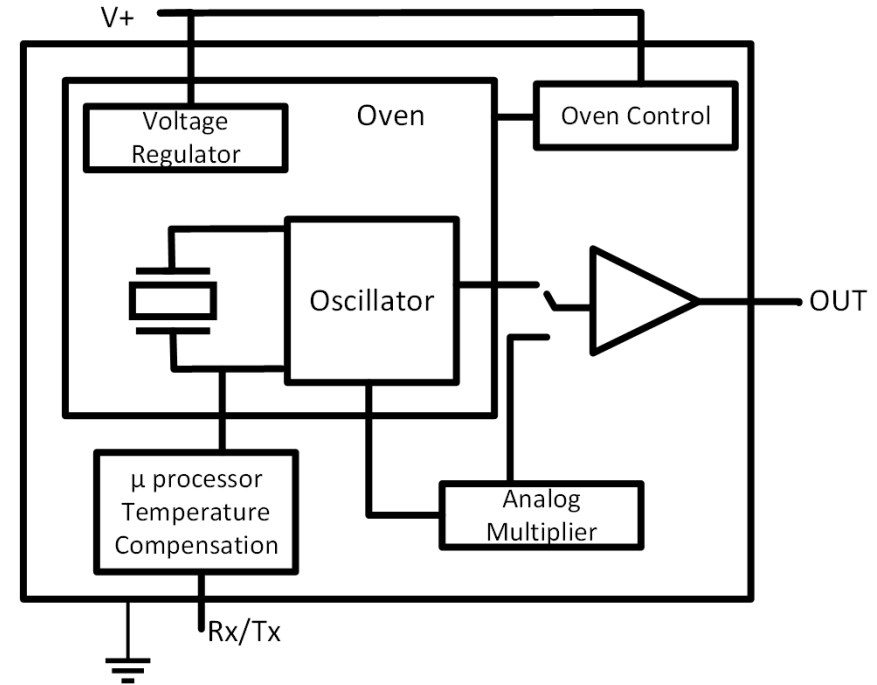 V+
Voltage
Regulator
Oven
Oven Control
Oscillator
OUT
μ processor
Temperature
Compensation
Analog
Multiplier
Rx/Tx